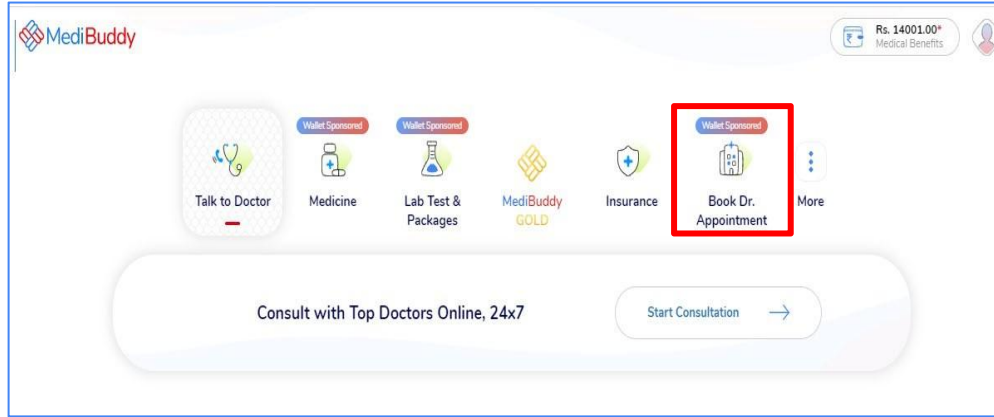 MediBuddy
Rs. 14001.00*
Medical Benefits
Wallet Sponsored
Wallet Sponsored
Wallet Sponsored
Talk to Doctor
Medicine
Lab Test &
Packages
MediBuddy
GOLD
Insurance
Book Dr.
Appointment
More
Consult with Top Doctors Online, 24x7
Start Consultation